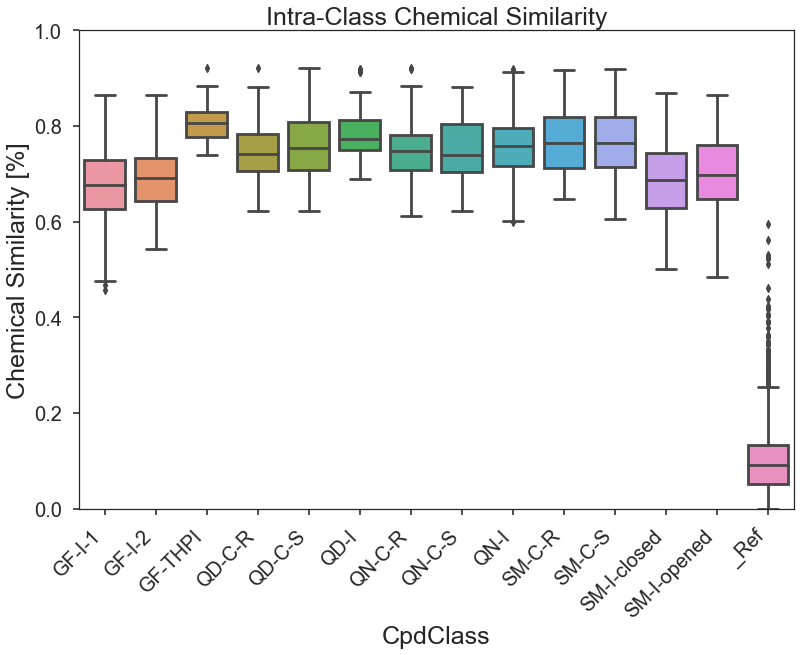 Intra-Class Chemical Similarity
Chemical Similarity [%]
1.0
0.8
0.6
0.4
0.2
0.0
GF-I-1
GF-I-2
GF-THPI
QD-C-R
QD-C-S
QD-I
QN-C-R
QN-C-S
QN-I
SM-C-R
SM-C-S
SM-I-closed
SM-I-opened
_Ref
CpdClass